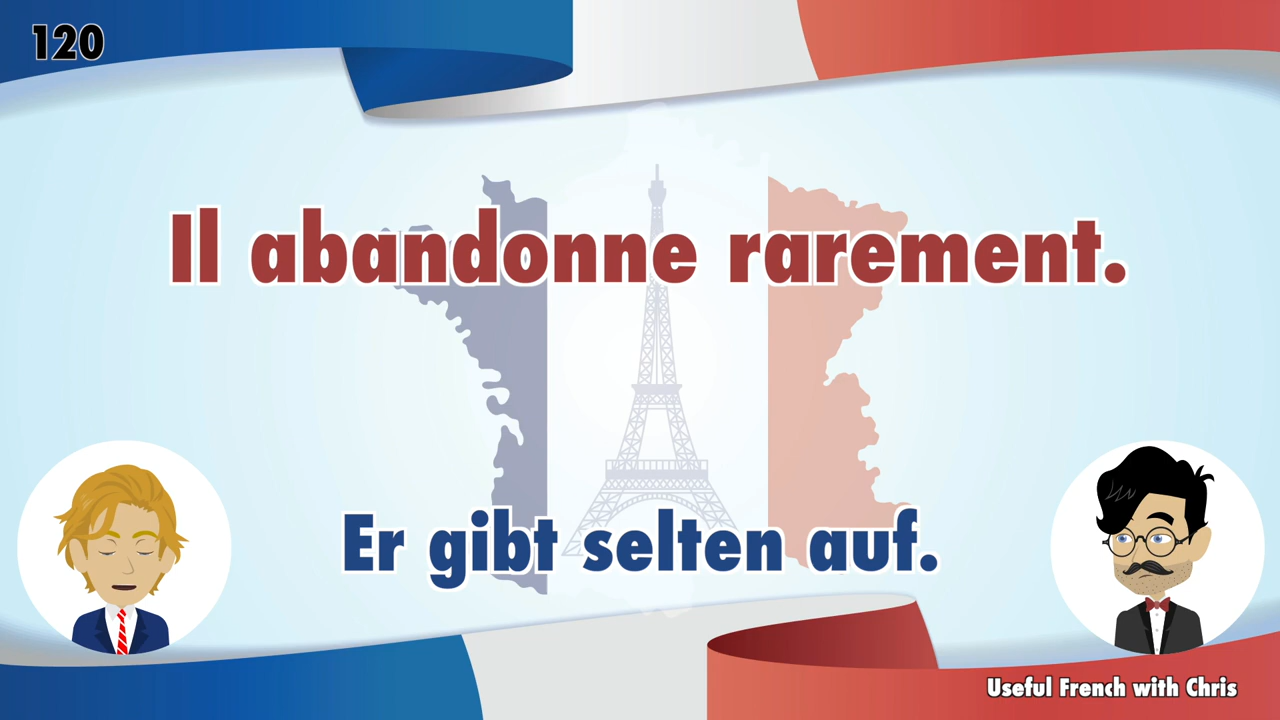 120
Il abandonne rarement.
Er gibt selten auf.
Useful French with Chris